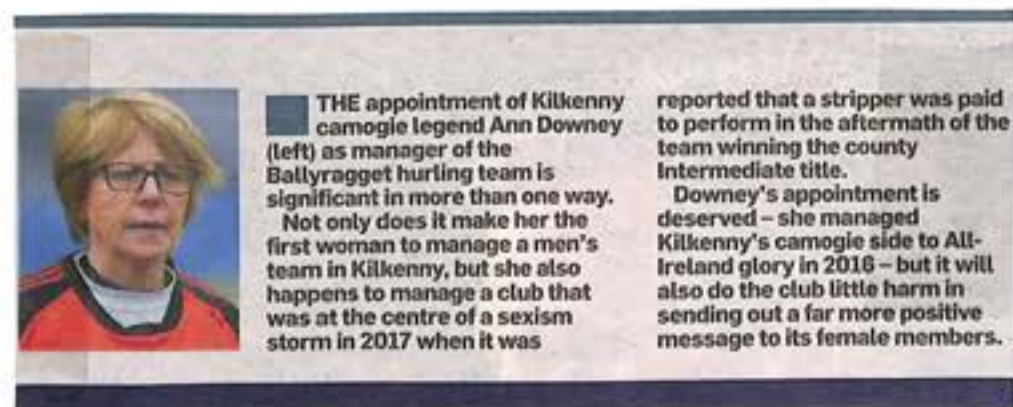 THE appointment of Kilkenny
camogie legend Ann Downey
(left) as manager of the
Ballyragget hurling team is
significant in more than one way.
Not only does it make her the
first woman to manage a men's
team in Kilkenny, but she also
happens to manage a club that
was at the centre of a sexism
storm in 2017 when it was
reported that a stripper was paid
to perform in the aftermath of the
team winning the county
Intermediate title.
Downey's appointment is
deserved – she managed
Kilkenny's camogie side to All-
Ireland glory in 2016 – but it will
also do the club little harm in
sending out a far more positive
message to its female members.